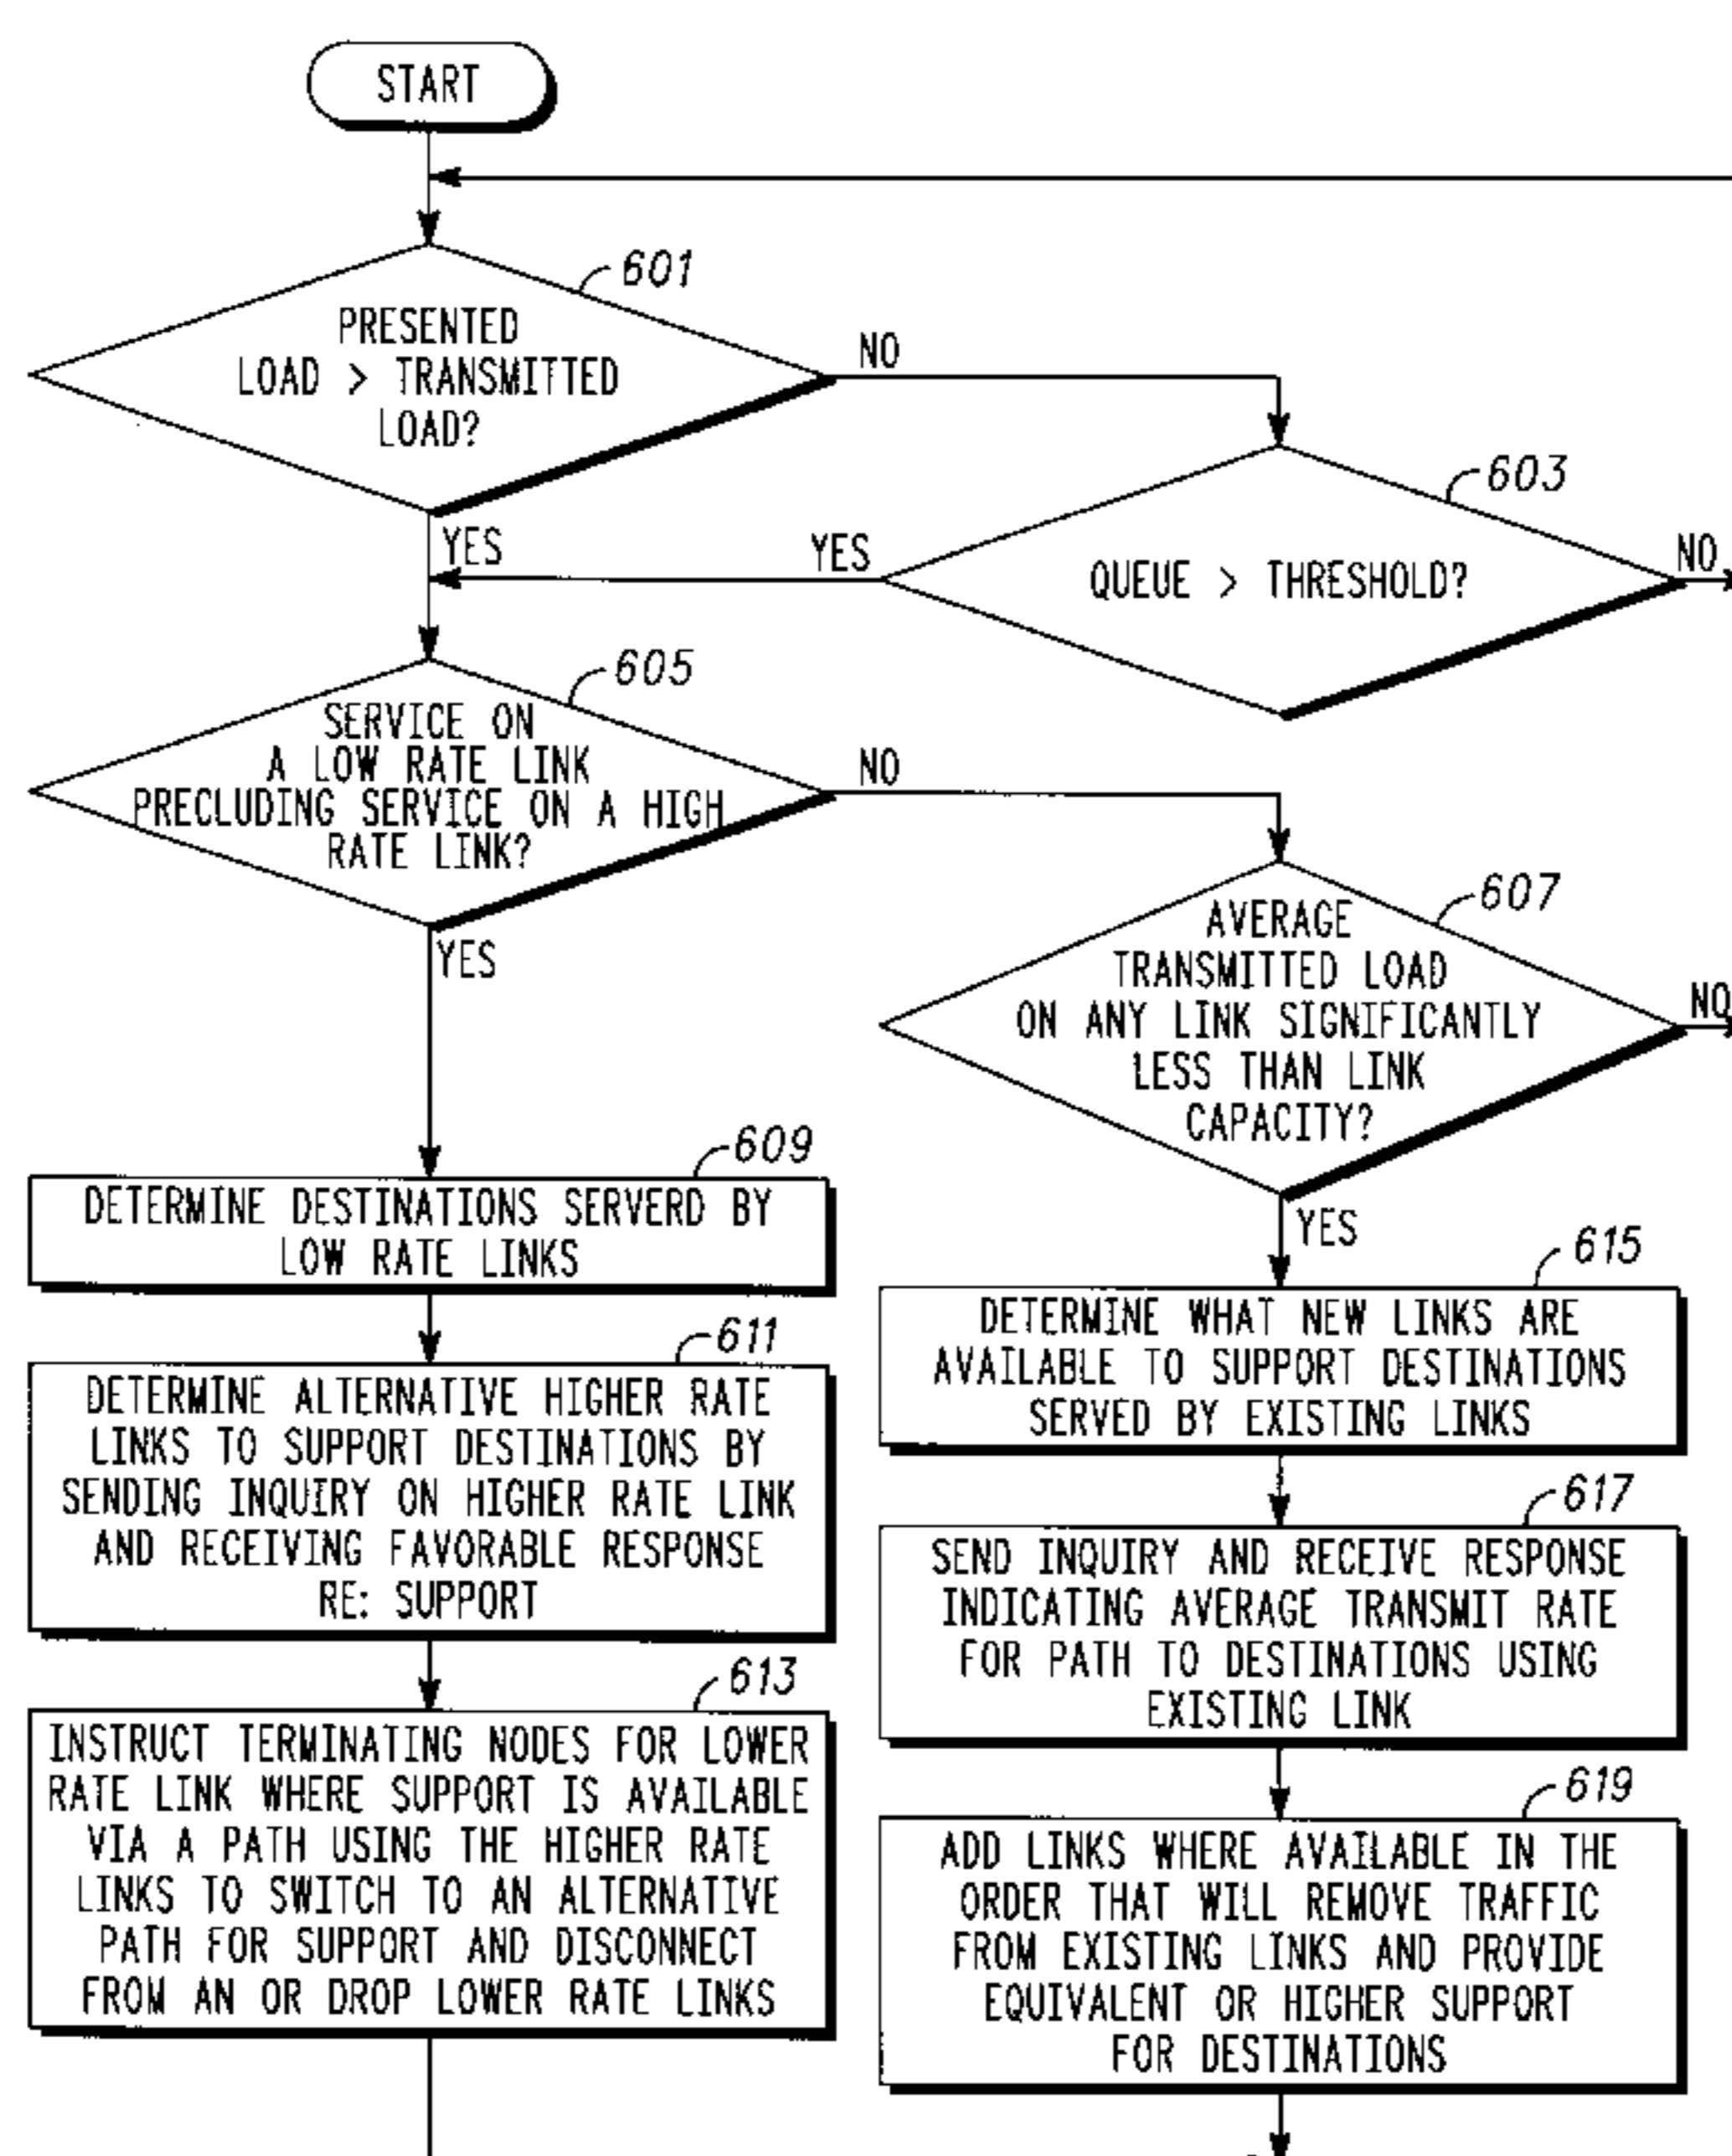 START
601
PRESENTED
LOAD > TRANSMITTED
LOAD?
NO
YES
603
QUEUE > THRESHOLD?
YES
NO
605
SERVICE ON
A LOW RATE LINK
PRECLUDING SERVICE ON A HIGH
RATE LINK?
NO
YES
607
AVERAGE
TRANSMITTED LOAD
ON ANY LINK SIGNIFICANTLY
LESS THAN LINK
CAPACITY?
NO
YES
609
DETERMINE DESTINATIONS SERVERD BY
LOW RATE LINKS
611
DETERMINE ALTERNATIVE HIGHER RATE
LINKS TO SUPPORT DESTINATIONS BY
SENDING INQUIRY ON HIGHER RATE LINK
AND RECEIVING FAVORABLE RESPONSE
RE: SUPPORT
613
INSTRUCT TERMINATING NODES FOR LOWER
RATE LINK WHERE SUPPORT IS AVAILABLE
VIA A PATH USING THE HIGHER RATE
LINKS TO SWITCH TO AN ALTERNATIVE
PATH FOR SUPPORT AND DISCONNECT
FROM AN OR DROP LOWER RATE LINKS
615
DETERMINE WHAT NEW LINKS ARE
AVAILABLE TO SUPPORT DESTINATIONS
SERVED BY EXISTING LINKS
617
SEND INQUIRY AND RECEIVE RESPONSE
INDICATING AVERAGE TRANSMIT RATE
FOR PATH TO DESTINATIONS USING
EXISTING LINK
619
ADD LINKS WHERE AVAILABLE IN THE
ORDER THAT WILL REMOVE TRAFFIC
FROM EXISTING LINKS AND PROVIDE
EQUIVALENT OR HIGHER SUPPORT
FOR DESTINATIONS